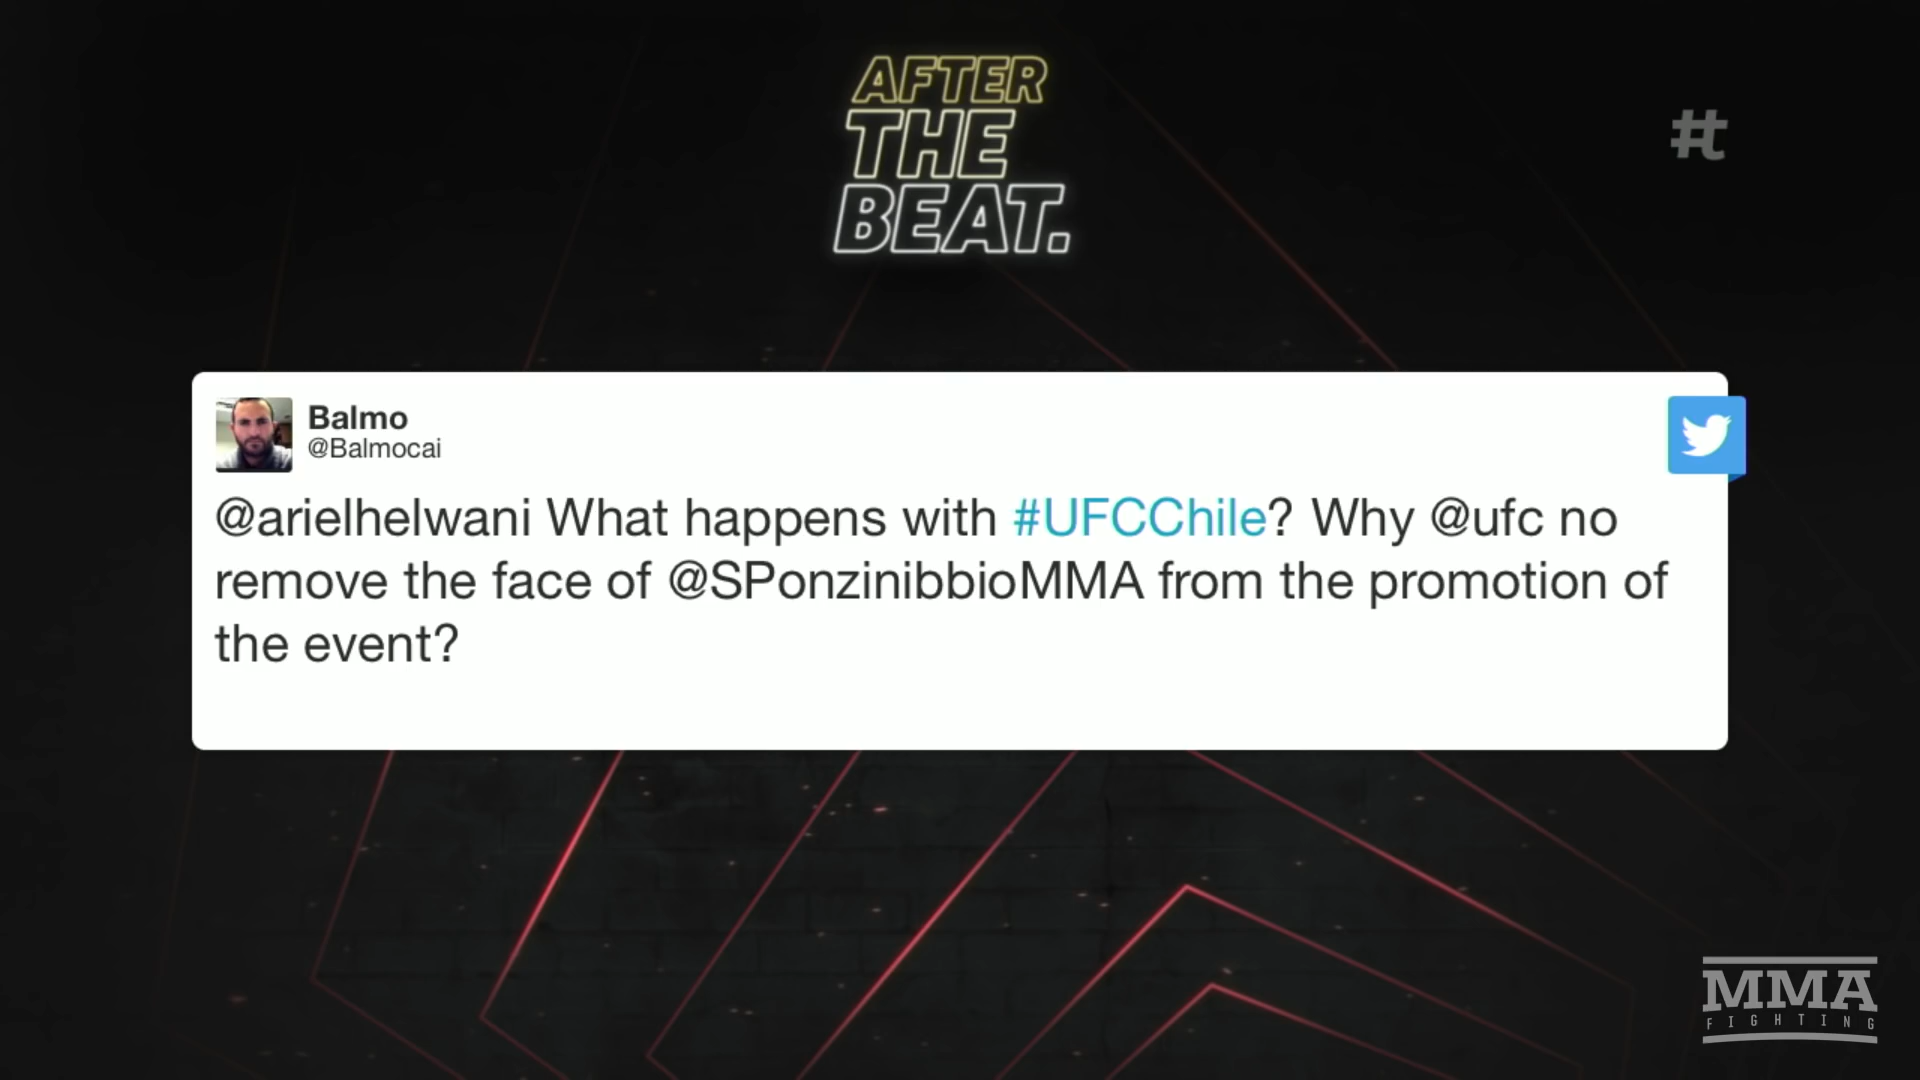 AFTER
THE
BEAT.
#t
Balmo
@Balmocai
@arielhelwani What happens with #UFCChile? Why @ufc no
remove the face of @SPonzinibbioMMA from the promotion of
the event?
MMA
FIGHTING